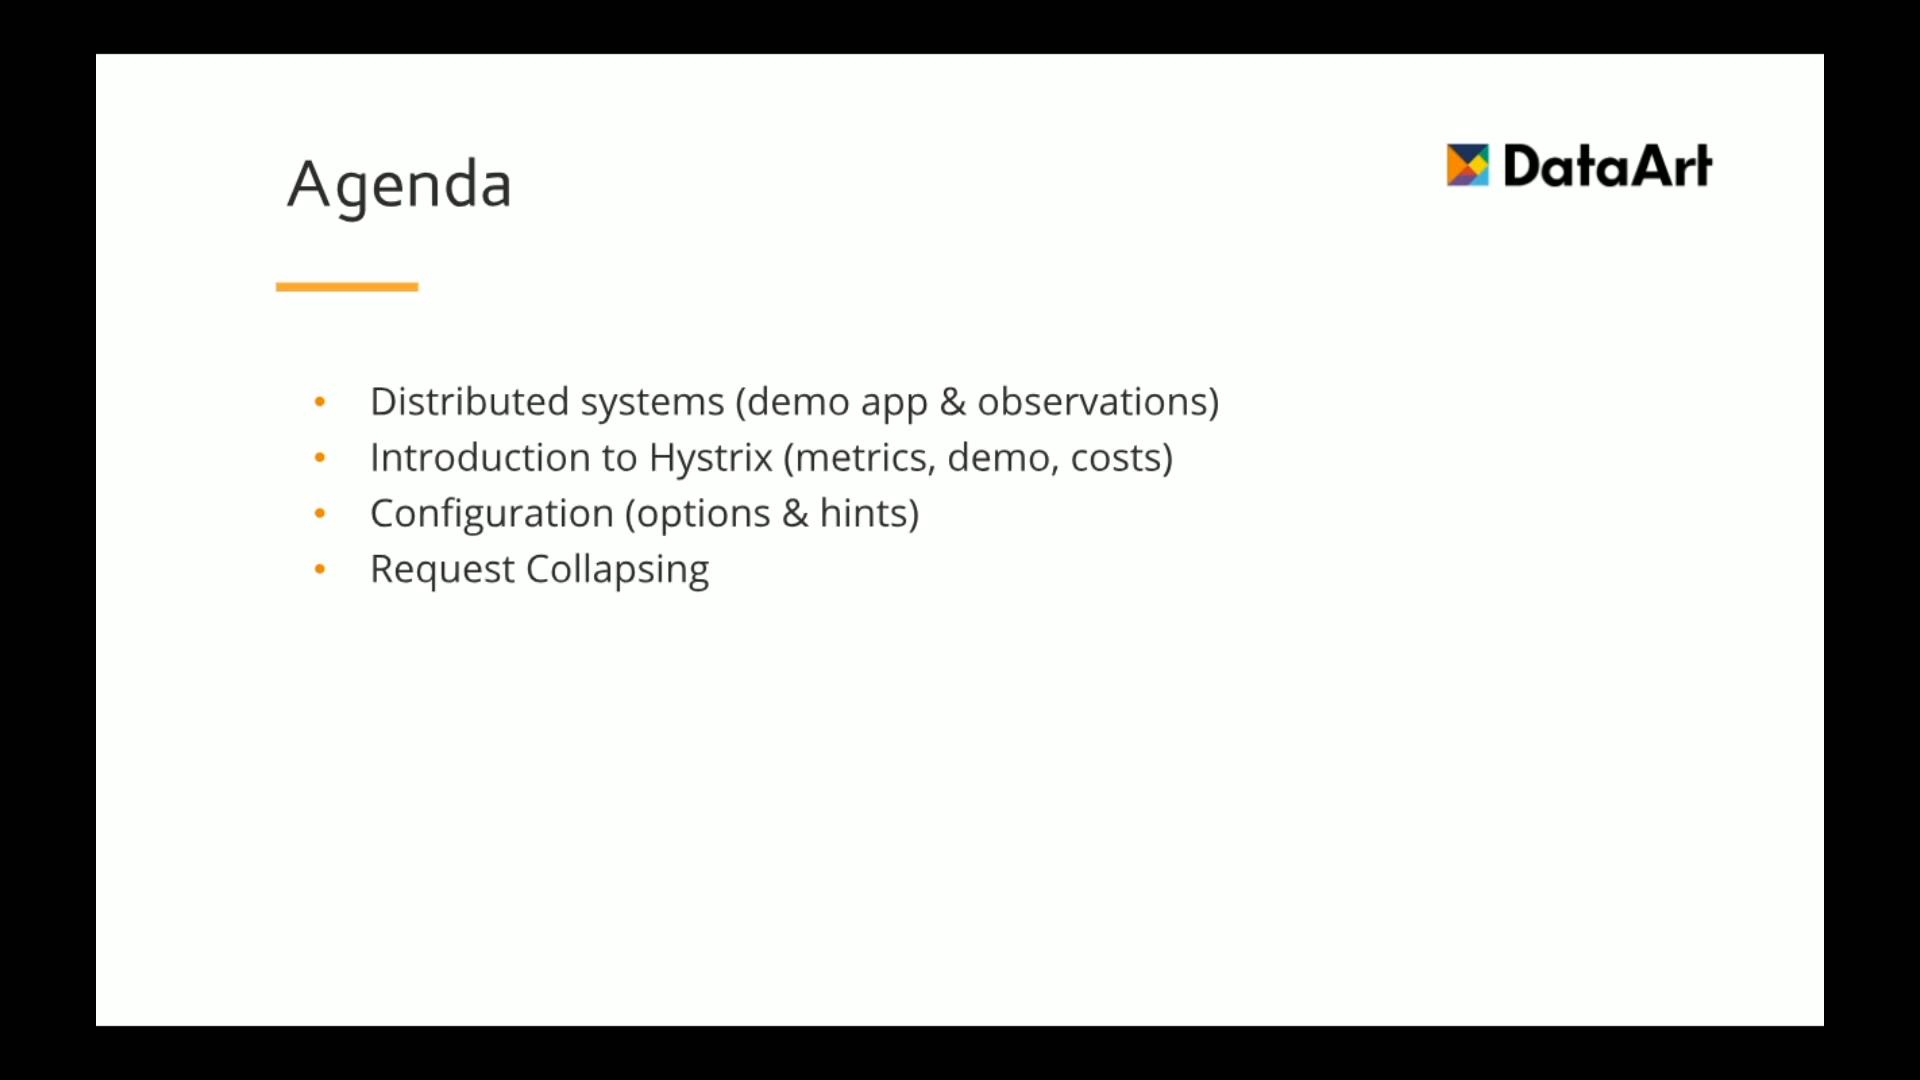 Agenda
DataArt
• Distributed systems (demo app & observations)
• Introduction to Hystrix (metrics, demo, costs)
• Configuration (options & hints)
• Request Collapsing